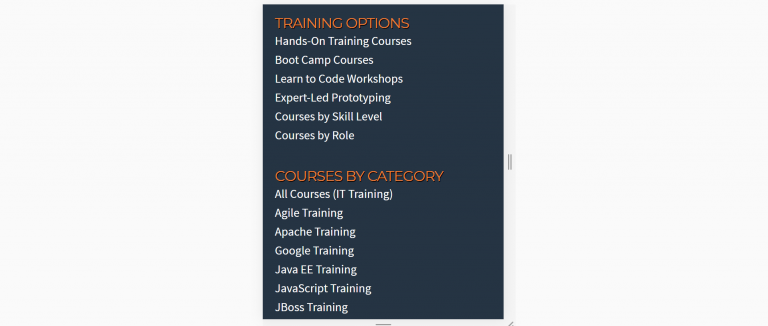 TRAINING OPTIONS
Hands-On Training Courses
Boot Camp Courses
Learn to Code Workshops
Expert-Led Prototyping
Courses by Skill Level
Courses by Role
COURSES BY CATEGORY
All Courses (IT Training)
Agile Training
Apache Training
Google Training
Java EE Training
JavaScript Training
JBoss Training